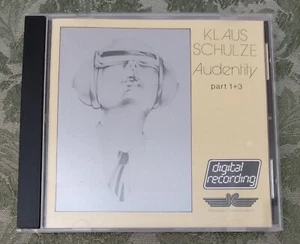 KLAUS
SCHULZE
Audentity
part 1+3
digital
recording